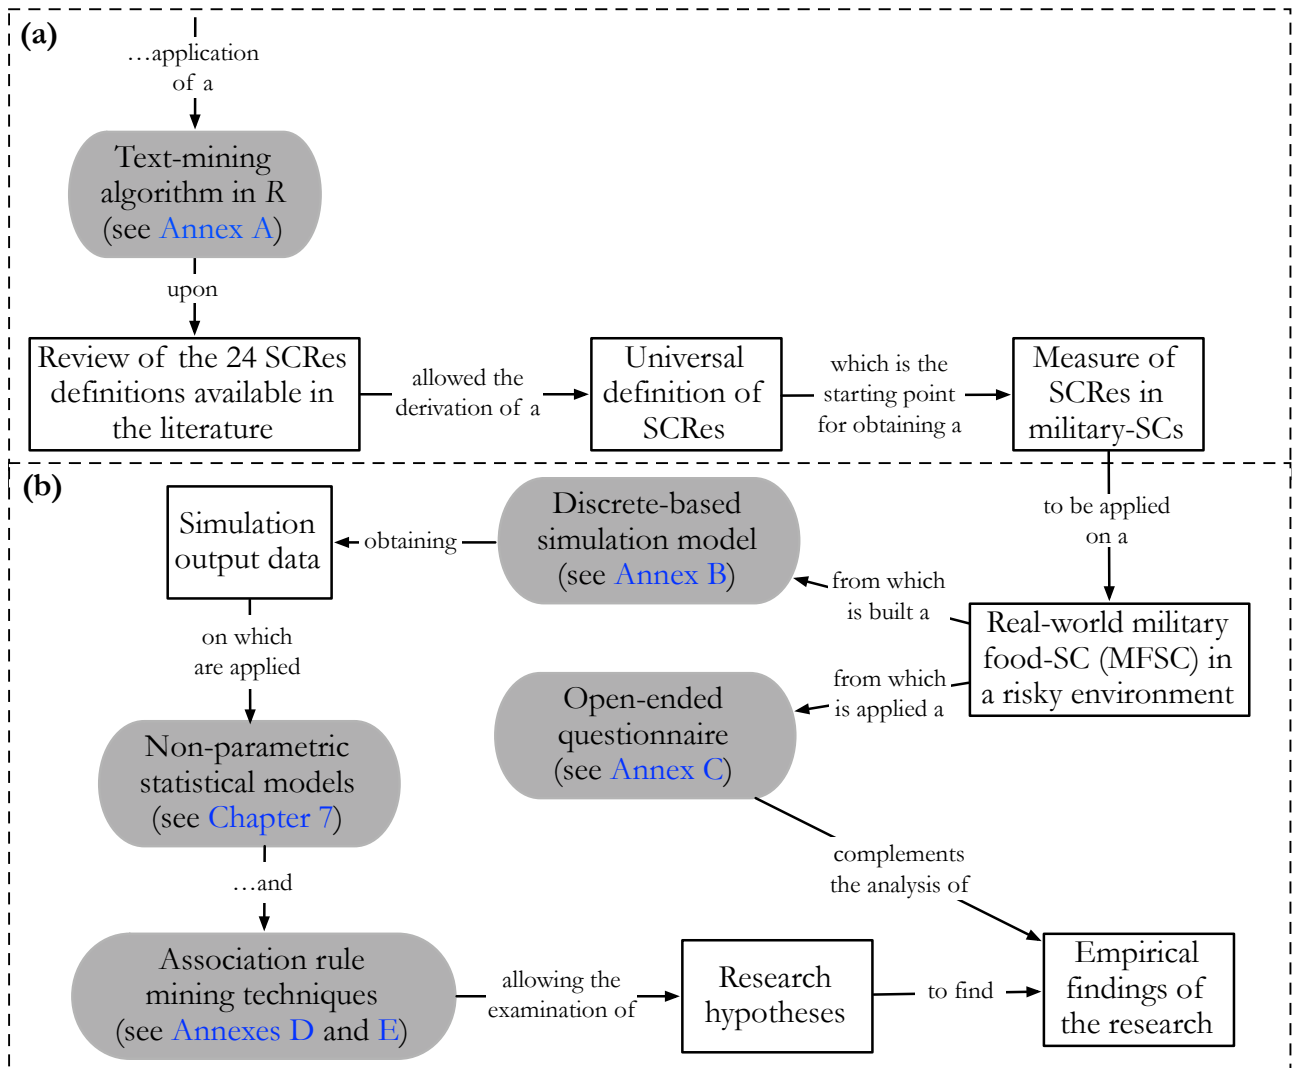 (a)
…application
of a
Text-mining
algorithm in R
(see Annex A)
upon
Review of the 24 SCRes
definitions available in
the literature
allowed the
derivation of a
Universal
definition of
SCRes
which is the
starting point
for obtaining a
Measure of
SCRes in
military-SCs
(b)
to be applied
on a
Real-world military
food-SC (MFSC) in
a risky environment
from which
is built a
Discrete-based
simulation model
(see Annex B)
obtaining
Simulation
output data
on which
are applied
Non-parametric
statistical models
(see Chapter 7)
…and
Association rule
mining techniques
(see Annexes D and E)
allowing the
examination of
Research
hypotheses
to find
from which
is applied a
Open-ended
questionnaire
(see Annex C)
complements
the analysis of
Empirical
findings of
the research